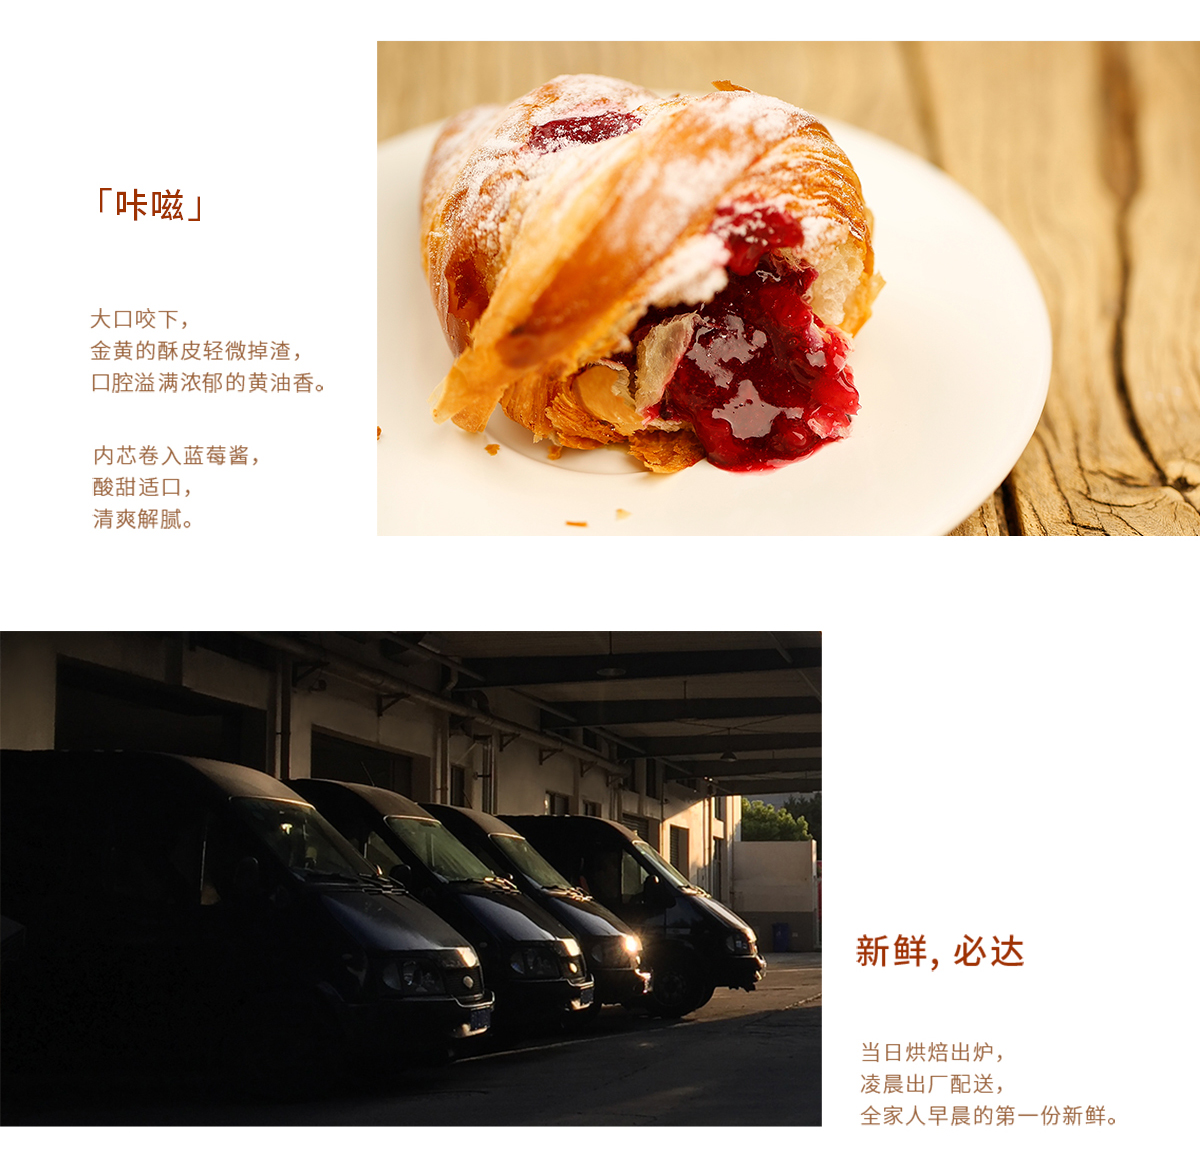 「咔嗞」
大口咬下，
金黄的酥皮轻微掉渣，
口腔溢满浓郁的黄油香。
内芯卷入蓝莓酱，
酸甜适口，
清爽解腻。
新鲜，必达
当日烘焙出炉，
凌晨出厂配送，
全家人早晨的第一份新鲜。